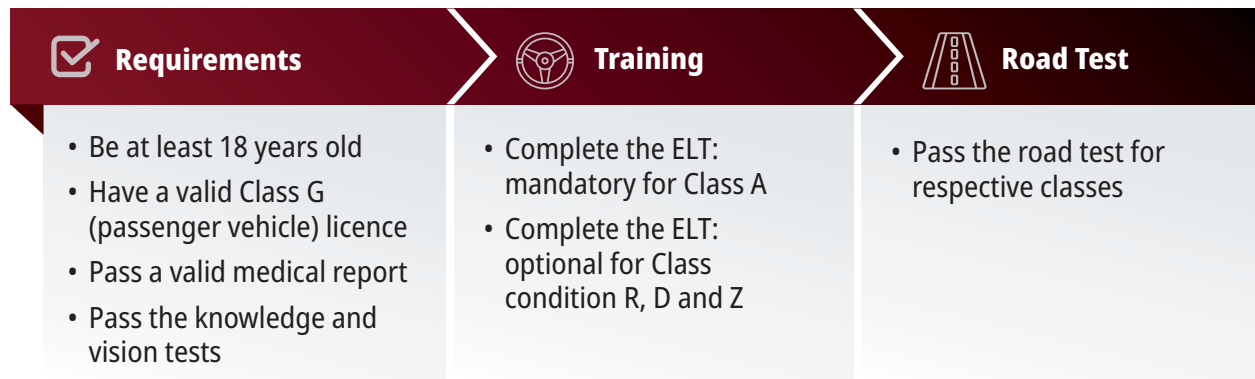 Requirements
• Be at least 18 years old
• Have a valid Class G
(passenger vehicle) licence
• Pass a valid medical report
• Pass the knowledge and
vision tests
Training
• Complete the ELT:
mandatory for Class A
• Complete the ELT:
optional for Class
condition R, D and Z
Road Test
• Pass the road test for
respective classes